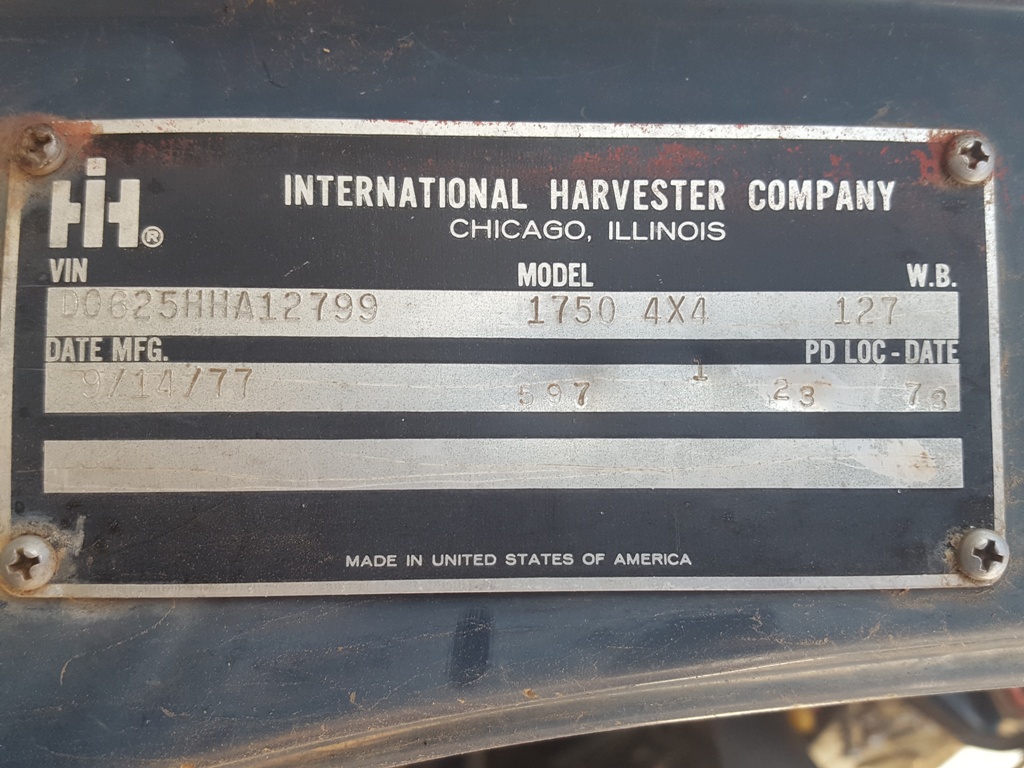 IH®
INTERNATIONAL HARVESTER COMPANY
CHICAGO, ILLINOIS
VIN MODEL W.B.
D0625HHA12799 1750 4X4 127
DATE MFG. PD LOC-DATE
9/14/77 597 1 23 78
MADE IN UNITED STATES OF AMERICA